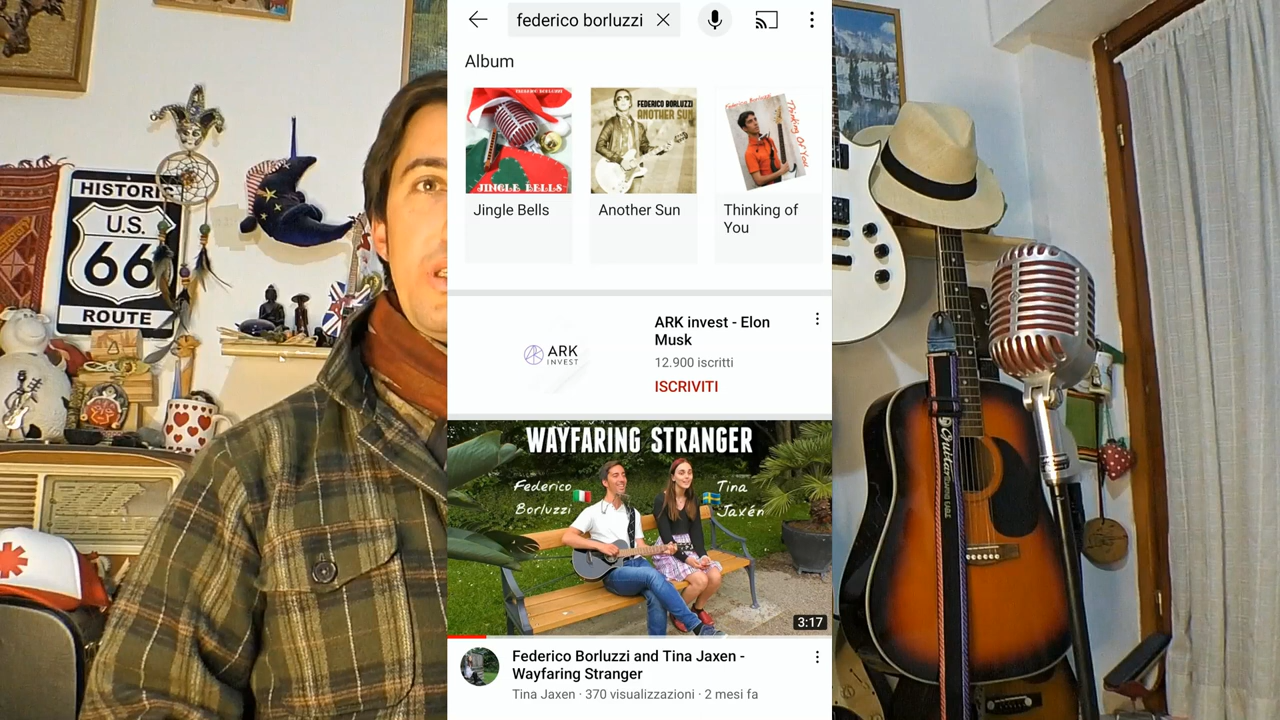 federico borluzzi
Album
FEDERICO BORLUZZI
JINGLE BELLS
Jingle Bells
FEDERICO BORLUZZI
ANOTHER SUN
Another Sun
Thinking Of You
Thinking of
You
ARK
INVEST
ARK invest - Elon
Musk
12.900 iscritti
ISCRIVITI
WAYFARING STRANGER
Federico
Borluzzi
Tina
Jaxén
3:17
Federico Borluzzi and Tina Jaxen -
Wayfaring Stranger
Tina Jaxen · 370 visualizzazioni · 2 mesi fa
HISTORIC
U.S.
66
ROUTE